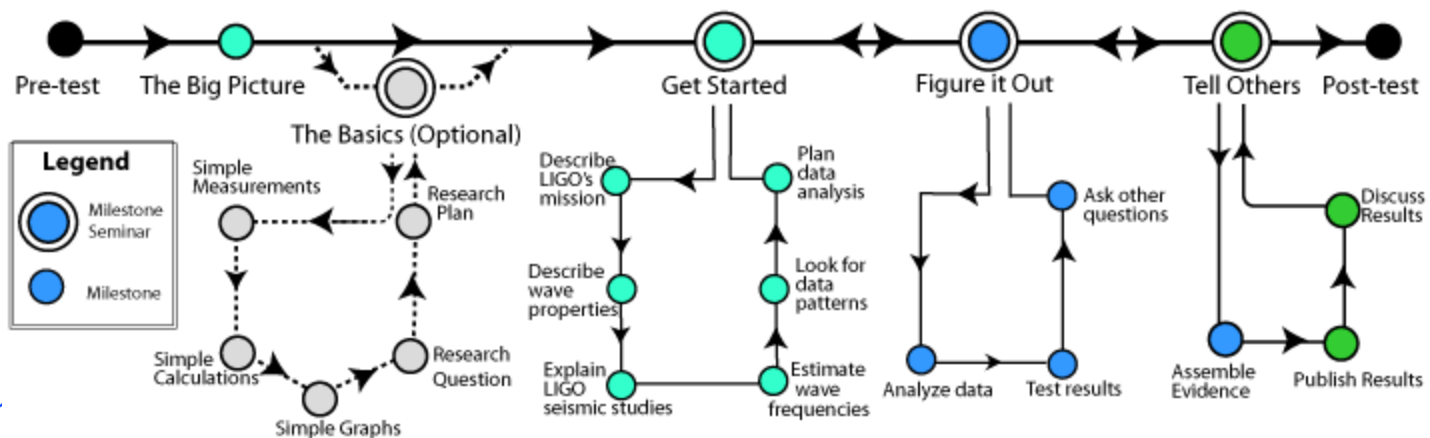 Pre-test
The Big Picture
The Basics (Optional)
Get Started
Figure it Out
Tell Others
Post-test
Legend
Milestone
Seminar
Milestone
Simple
Measurements
Research
Plan
Simple
Calculations
Research
Question
Simple Graphs
Describe
LIGO's
mission
Plan
data
analysis
Describe
wave
properties
Look for
data
patterns
Explain
LIGO
seismic studies
Estimate
wave
frequencies
Ask other
questions
Analyze data
Test results
Discuss
Results
Assemble
Evidence
Publish Results